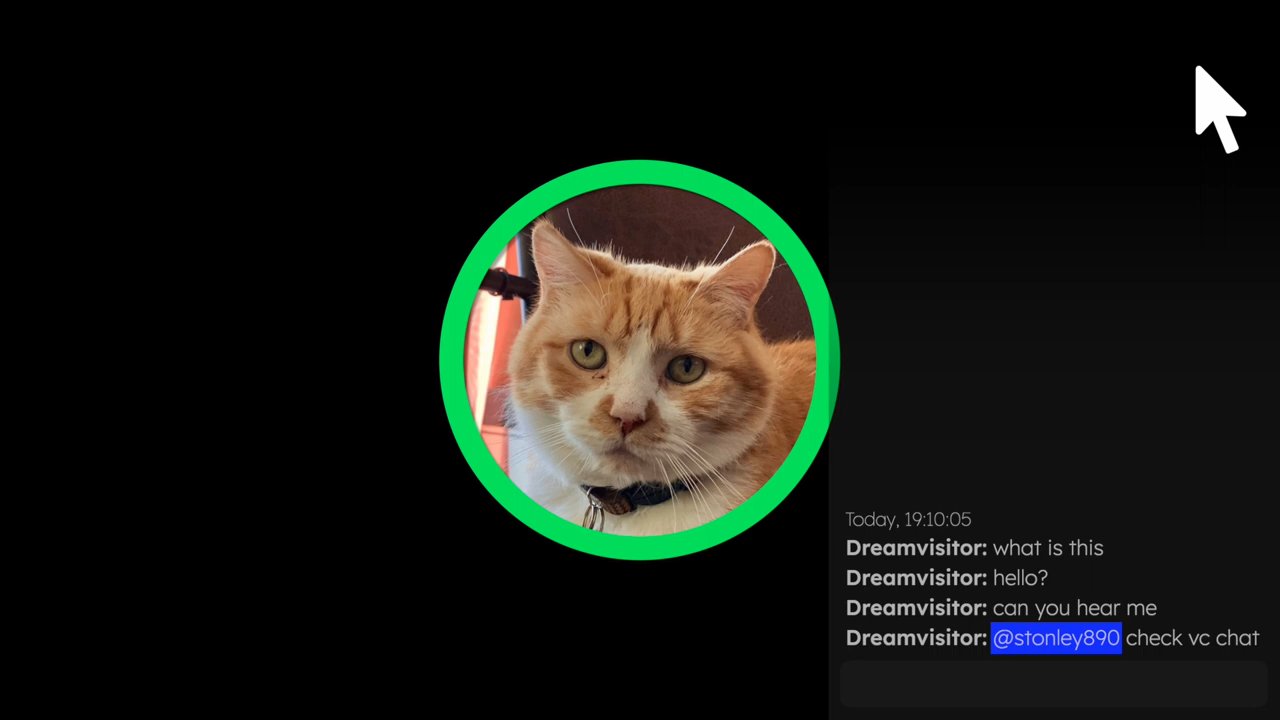 Today, 19:10:05
Dreamvisitor: what is this
Dreamvisitor: hello?
Dreamvisitor: can you hear me
Dreamvisitor: @stonley890 check vc chat